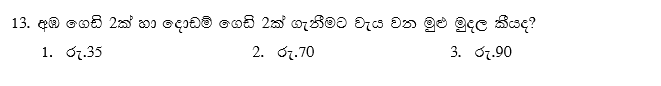 13. අඹ ගෙඩි 2ක් හා දොඩම් ගෙඩි 2ක් ගැනීමට වැය වන මුළු මුදල කීයද?
1. රු.35 2. රු.70 3. රු.90